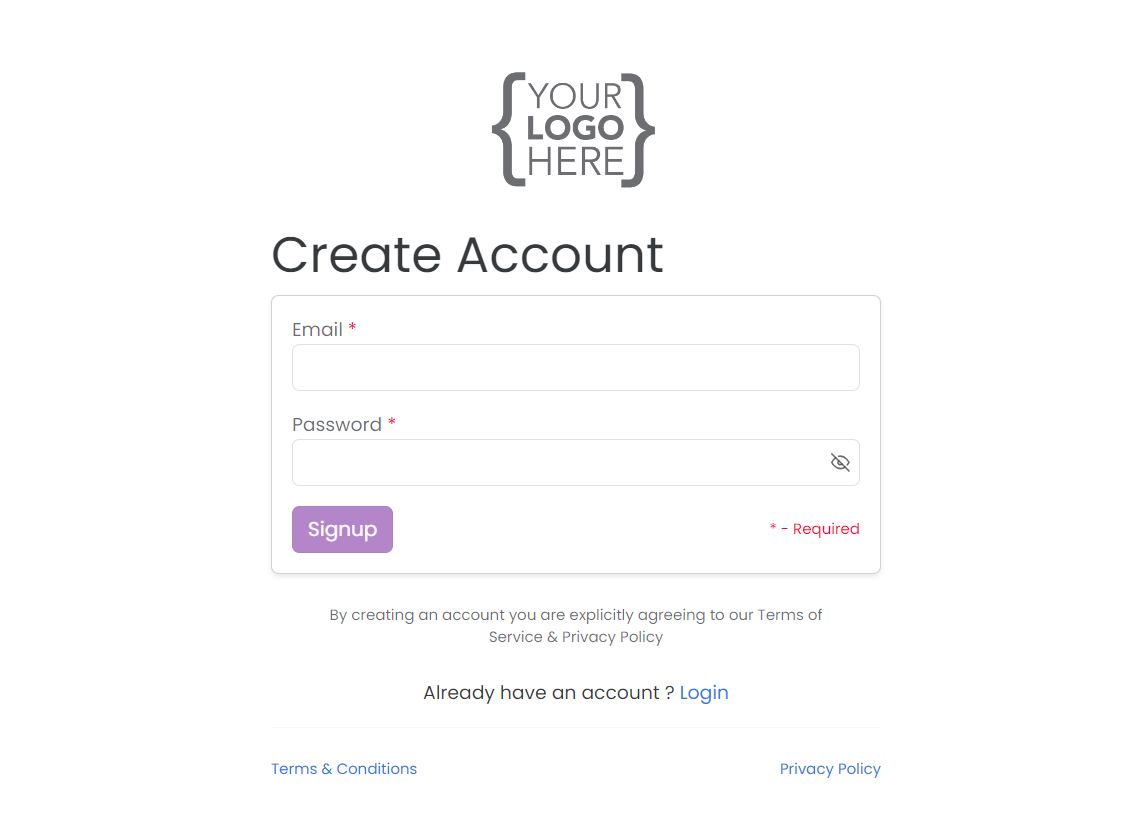 YOUR
LOGO
HERE
Create Account
Email *
Password *
Signup
* - Required
By creating an account you are explicitly agreeing to our Terms of
Service & Privacy Policy
Already have an account ? Login
Terms & Conditions
Privacy Policy